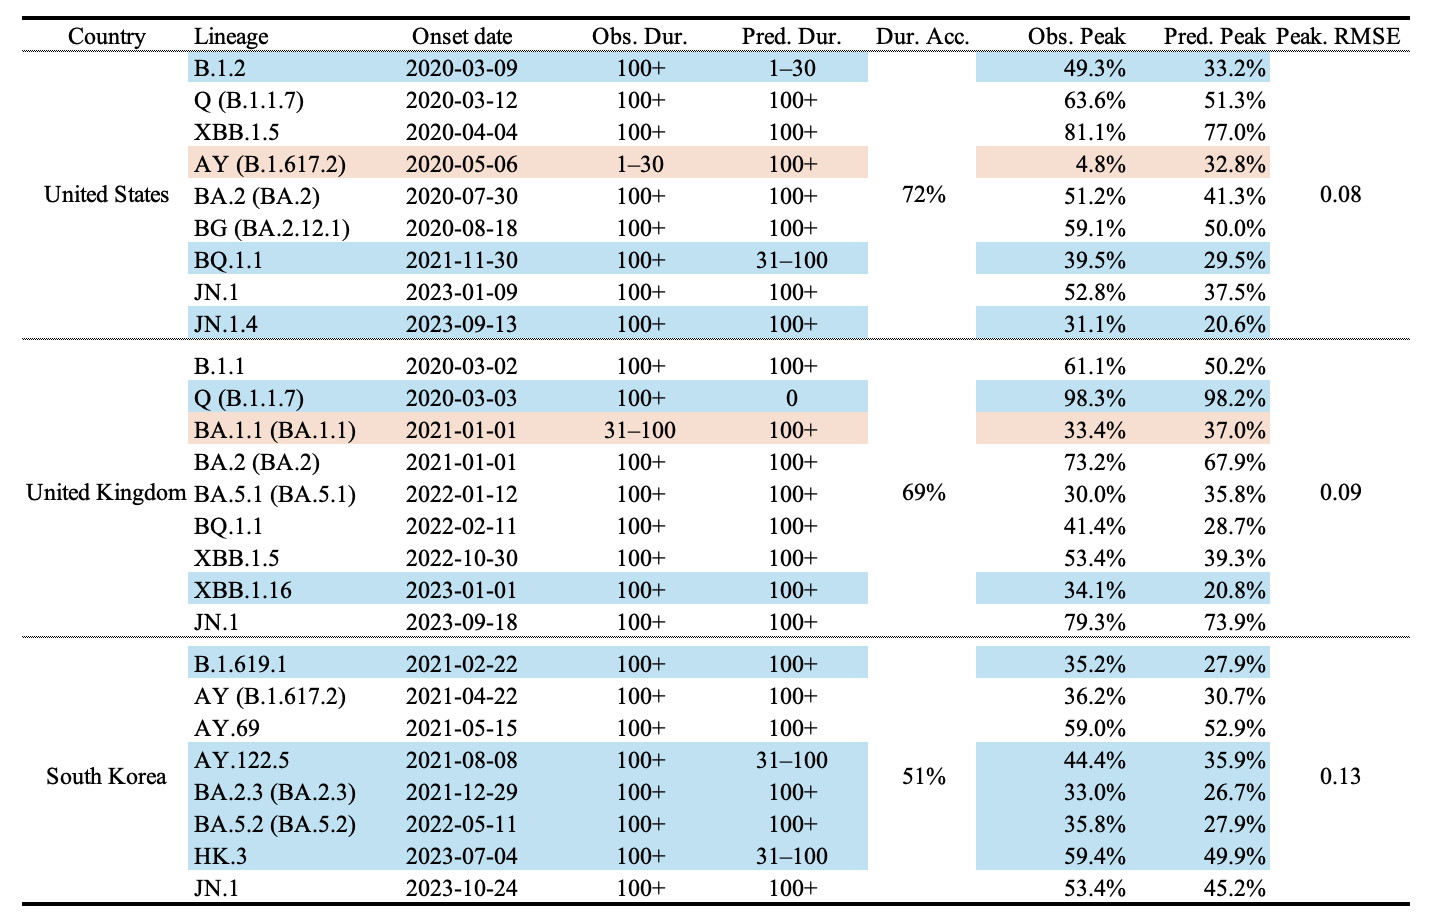 Country Lineage Onset date Obs. Dur. Pred. Dur. Dur. Acc. Obs. Peak Pred. Peak Peak. RMSE
B.1.2 2020-03-09 100+ 1–30 49.3% 33.2%
Q (B.1.1.7) 2020-03-12 100+ 100+ 63.6% 51.3%
XBB.1.5 2020-04-04 100+ 100+ 81.1% 77.0%
AY (B.1.617.2) 2020-05-06 1–30 100+ 4.8% 32.8%
United States BA.2 (BA.2) 2020-07-30 100+ 100+ 72% 51.2% 41.3% 0.08
BG (BA.2.12.1) 2020-08-18 100+ 100+ 59.1% 50.0%
BQ.1.1 2021-11-30 100+ 31–100 39.5% 29.5%
JN.1 2023-01-09 100+ 100+ 52.8% 37.5%
JN.1.4 2023-09-13 100+ 100+ 31.1% 20.6%
B.1.1 2020-03-02 100+ 100+ 61.1% 50.2%
Q (B.1.1.7) 2020-03-03 100+ 0 98.3% 98.2%
BA.1.1 (BA.1.1) 2021-01-01 31–100 100+ 33.4% 37.0%
BA.2 (BA.2) 2021-01-01 100+ 100+ 73.2% 67.9%
United Kingdom BA.5.1 (BA.5.1) 2022-01-12 100+ 100+ 69% 30.0% 35.8% 0.09
BQ.1.1 2022-02-11 100+ 100+ 41.4% 28.7%
XBB.1.5 2022-10-30 100+ 100+ 53.4% 39.3%
XBB.1.16 2023-01-01 100+ 100+ 34.1% 20.8%
JN.1 2023-09-18 100+ 100+ 79.3% 73.9%
B.1.619.1 2021-02-22 100+ 100+ 35.2% 27.9%
AY (B.1.617.2) 2021-04-22 100+ 100+ 36.2% 30.7%
AY.69 2021-05-15 100+ 100+ 59.0% 52.9%
AY.122.5 2021-08-08 100+ 31–100 44.4% 35.9%
South Korea BA.2.3 (BA.2.3) 2021-12-29 100+ 100+ 51% 33.0% 26.7% 0.13
BA.5.2 (BA.5.2) 2022-05-11 100+ 100+ 35.8% 27.9%
HK.3 2023-07-04 100+ 31–100 59.4% 49.9%
JN.1 2023-10-24 100+ 100+ 53.4% 45.2%